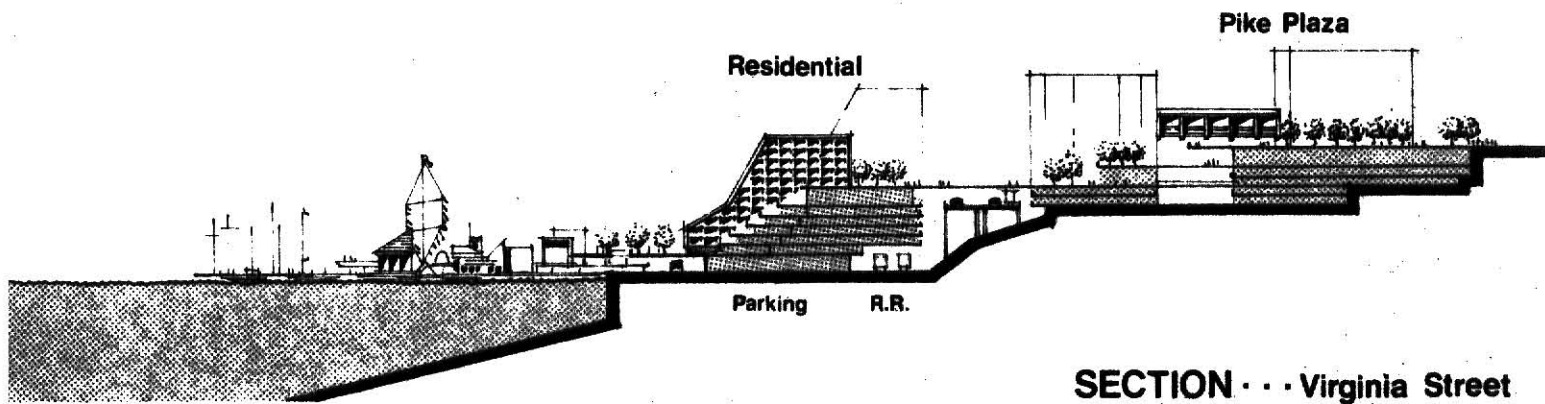 Pike Plaza
Residential
Parking
R.R.
SECTION · · · Virginia Street